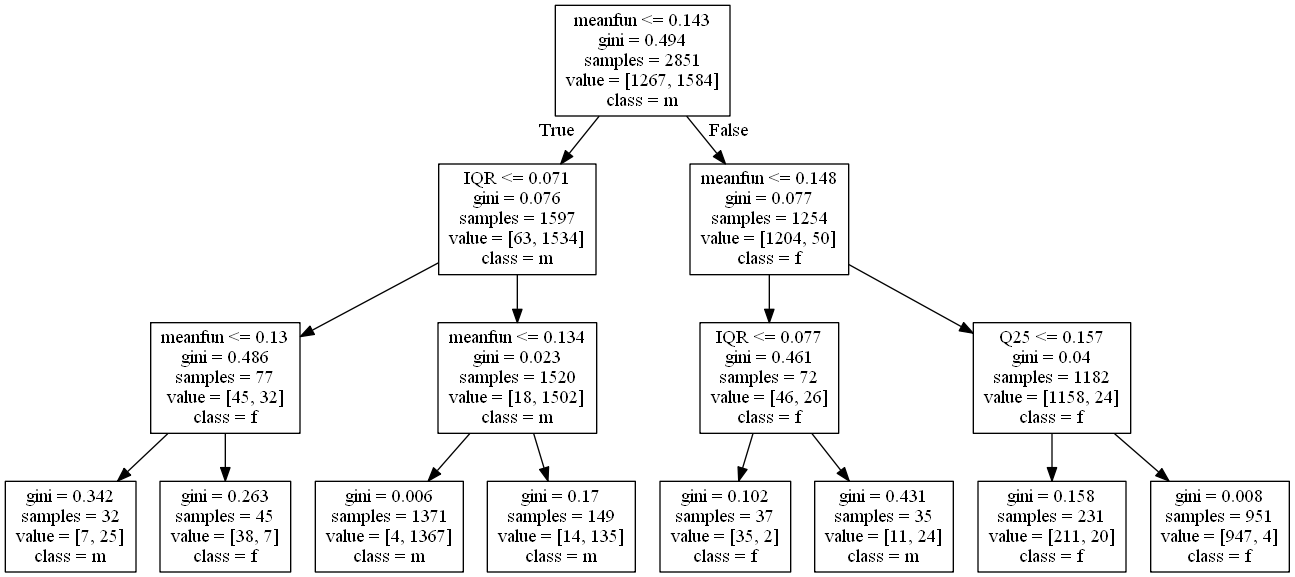 meanfun <= 0.143
gini = 0.494
samples = 2851
value = [1267, 1584]
class = m
True
False
IQR <= 0.071
gini = 0.076
samples = 1597
value = [63, 1534]
class = m
meanfun <= 0.148
gini = 0.077
samples = 1254
value = [1204, 50]
class = f
meanfun <= 0.13
gini = 0.486
samples = 77
value = [45, 32]
class = f
meanfun <= 0.134
gini = 0.023
samples = 1520
value = [18, 1502]
class = m
IQR <= 0.077
gini = 0.461
samples = 72
value = [46, 26]
class = f
Q25 <= 0.157
gini = 0.04
samples = 1182
value = [1158, 24]
class = f
gini = 0.342
samples = 32
value = [7, 25]
class = m
gini = 0.263
samples = 45
value = [38, 7]
class = f
gini = 0.006
samples = 1371
value = [4, 1367]
class = m
gini = 0.17
samples = 149
value = [14, 135]
class = m
gini = 0.102
samples = 37
value = [35, 2]
class = f
gini = 0.431
samples = 35
value = [11, 24]
class = m
gini = 0.158
samples = 231
value = [211, 20]
class = f
gini = 0.008
samples = 951
value = [947, 4]
class = f